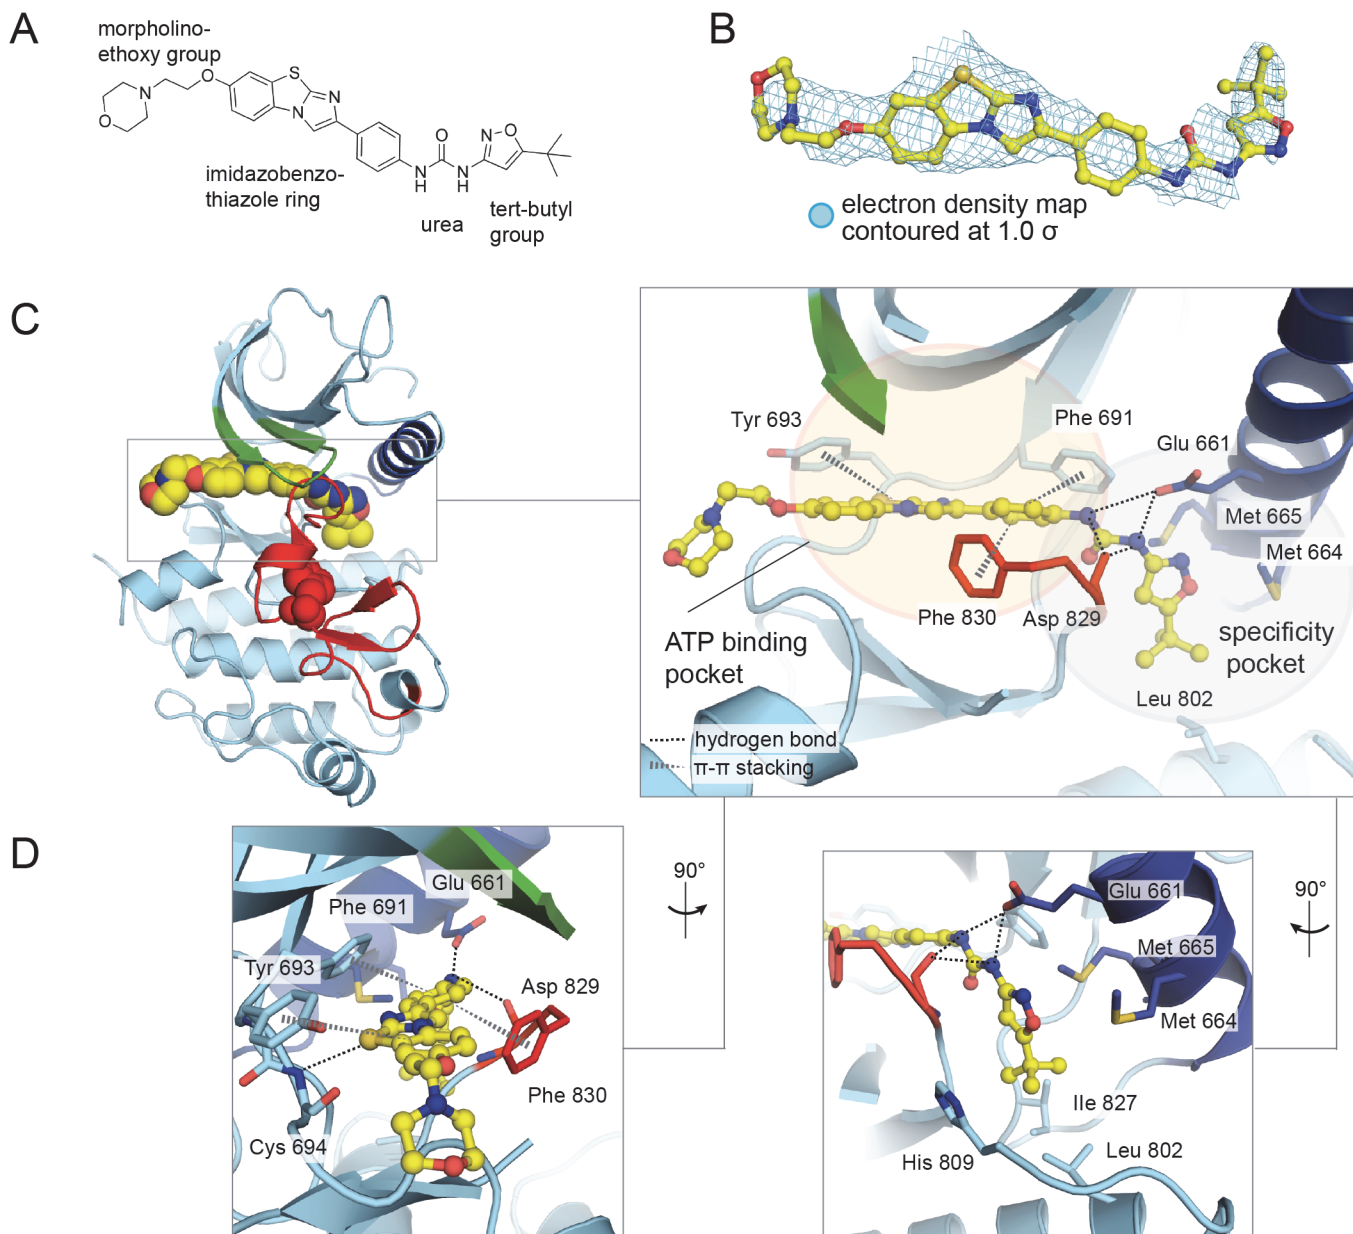 A
morpholino-
ethoxy group
S
O
N
N
N
O
O
N
O
N
H
N
H
imidazobenzo-
thiazole ring
urea
tert-butyl
group
B
electron density map
contoured at 1.0 σ
C
Tyr 693
Phe 691
Glu 661
Met 665
Met 664
Phe 830
Asp 829
specificity
pocket
ATP binding
pocket
Leu 802
hydrogen bond
π-π stacking
D
Glu 661
Phe 691
Tyr 693
Asp 829
Phe 830
Cys 694
90°
Glu 661
Met 665
Met 664
IIe 827
Leu 802
His 809
90°